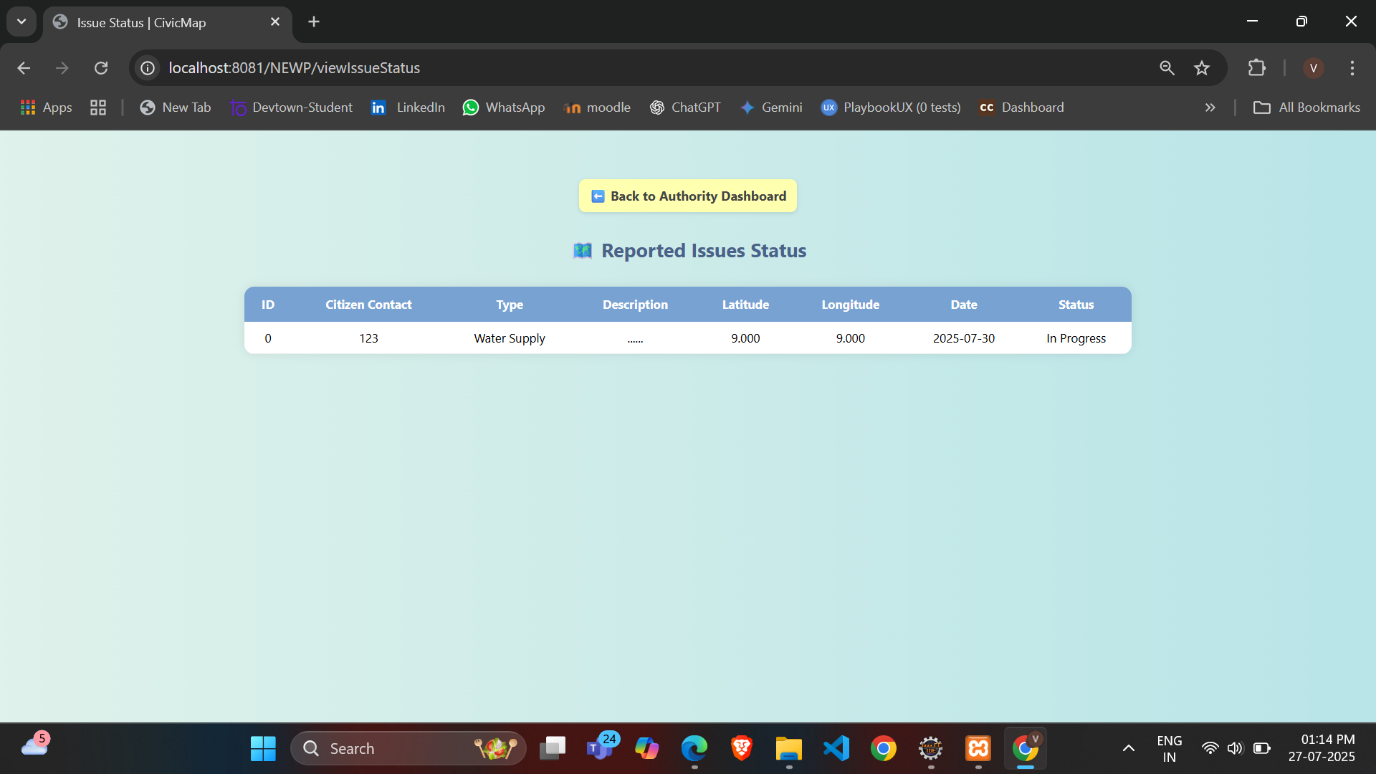 Issue Status | CivicMap
localhost:8081/NEWP/viewIssueStatus
V
Apps New Tab Devtown-Student LinkedIn WhatsApp moodle ChatGPT Gemini PlaybookUX (0 tests) Dashboard » All Bookmarks
Back to Authority Dashboard
Reported Issues Status
ID Citizen Contact Type Description Latitude Longitude Date Status
0 123 Water Supply ...... 9.000 9.000 2025-07-30 In Progress
5 Search 24 V ENG 01:14 PM
IN 27-07-2025